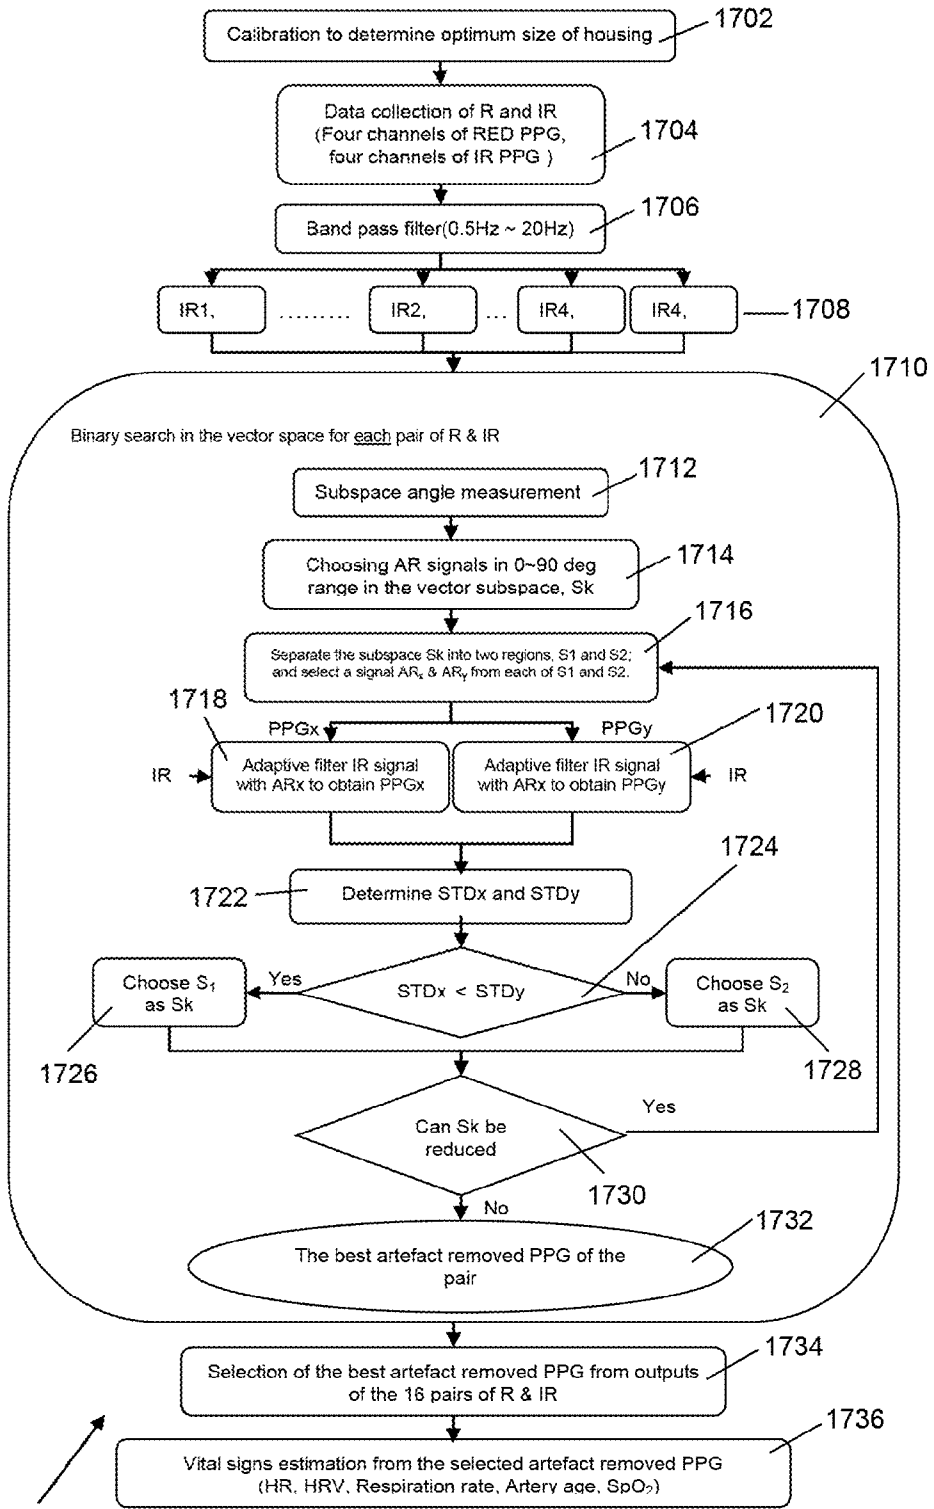 Calibration to determine optimum size of housing
1702
Data collection of R and IR
(Four channels of RED PPG,
four channels of IR PPG )
1704
Band pass filter(0.5Hz ~ 20Hz)
1706
IR1, ......... IR2, ... IR4, IR4,
1708
1710
Binary search in the vector space for each pair of R & IR
Subspace angle measurement
1712
Choosing AR signals in 0~90 deg
range in the vector subspace, Sk
1714
Separate the subspace Sk into two regions, S1 and S2;
and select a signal ARx & ARy from each of S1 and S2.
1716
1718
PPGx
PPGy
1720
IR
Adaptive filter IR signal
with ARx to obtain PPGx
Adaptive filter IR signal
with ARx to obtain PPGy
IR
1722
Determine STDx and STDy
1724
Choose S1
as Sk
Yes
STDx < STDy
No
Choose S2
as Sk
1726
1728
Can Sk be
reduced
Yes
1730
No
The best artefact removed PPG of the
pair
1732
Selection of the best artefact removed PPG from outputs
of the 16 pairs of R & IR
1734
Vital signs estimation from the selected artefact removed PPG
(HR, HRV, Respiration rate, Artery age, SpO2)
1736